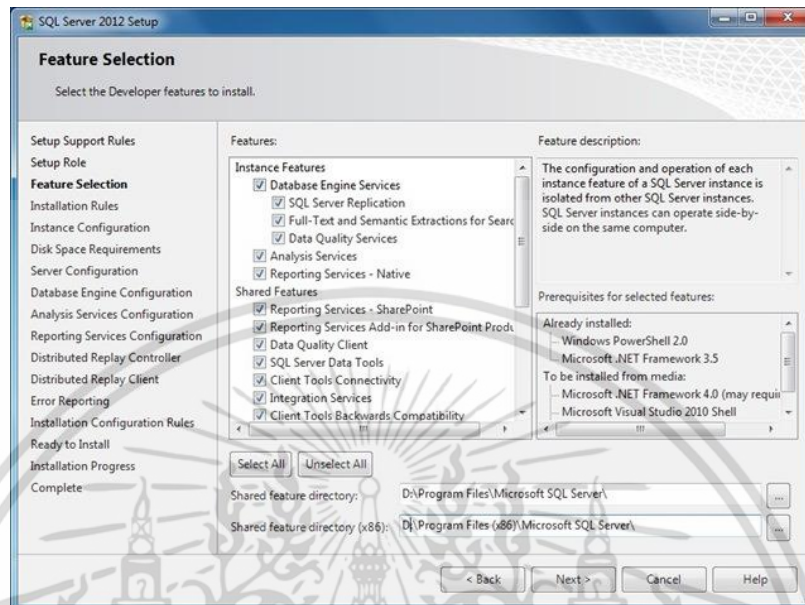 SQL Server 2012 Setup
Feature Selection
Select the Developer features to install.
Setup Support Rules
Setup Role
Feature Selection
Installation Rules
Instance Configuration
Disk Space Requirements
Server Configuration
Database Engine Configuration
Analysis Services Configuration
Reporting Services Configuration
Distributed Replay Controller
Distributed Replay Client
Error Reporting
Installation Configuration Rules
Ready to Install
Installation Progress
Complete
Features:
Instance Features
Database Engine Services
SQL Server Replication
Full-Text and Semantic Extractions for Searc
Data Quality Services
Analysis Services
Reporting Services - Native
Shared Features
Reporting Services - SharePoint
Reporting Services Add-in for SharePoint Produ
Data Quality Client
SQL Server Data Tools
Client Tools Connectivity
Integration Services
Client Tools Backwards Compatibility
Feature description:
The configuration and operation of each
instance feature of a SQL Server instance is
isolated from other SQL Server instances.
SQL Server instances can operate side-by-
side on the same computer.
Prerequisites for selected features:
Already installed:
Windows PowerShell 2.0
Microsoft .NET Framework 3.5
To be installed from media:
Microsoft .NET Framework 4.0 (may requir
Microsoft Visual Studio 2010 Shell
Select All Unselect All
Shared feature directory: D:\Program Files\Microsoft SQL Server\ ...
Shared feature directory (x86): D:\Program Files (x86)\Microsoft SQL Server\ ...
< Back Next > Cancel Help